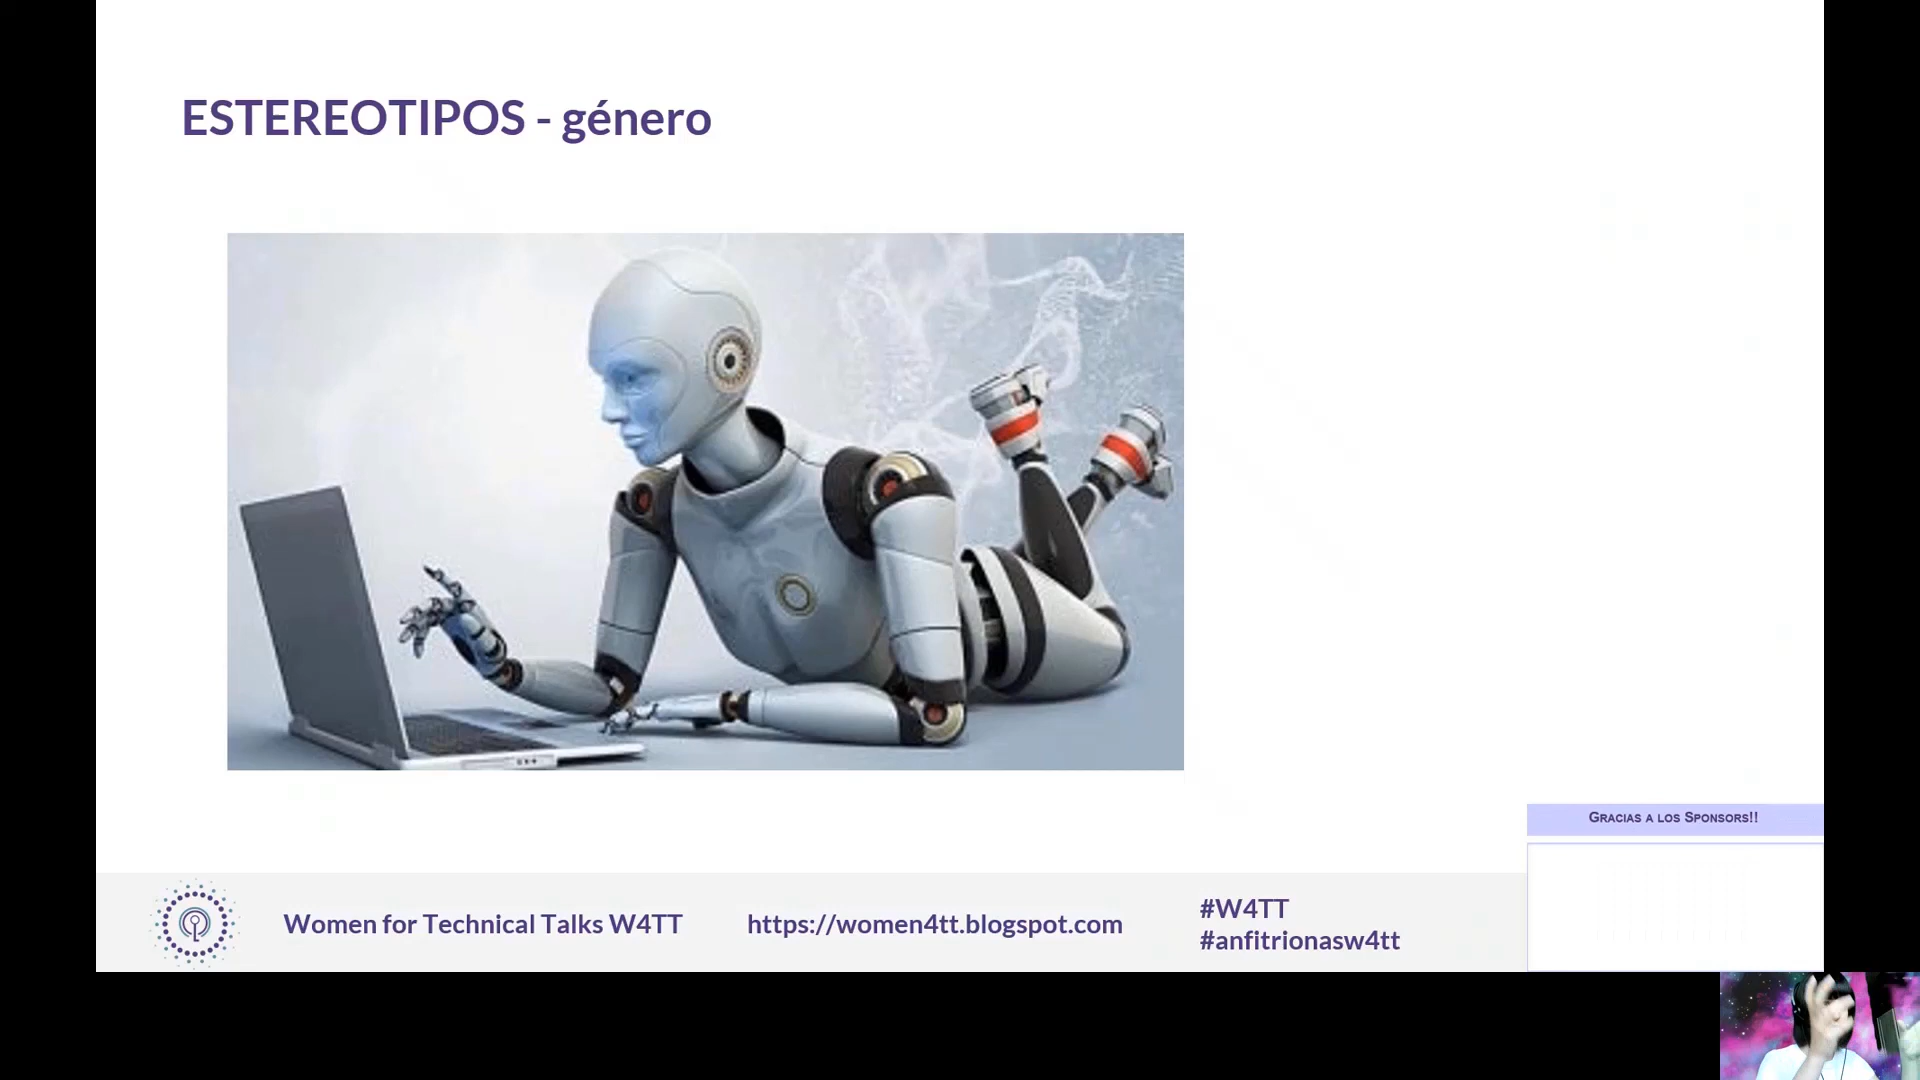 ESTEREOTIPOS - género
GRACIAS A LOS SPONSORS!!
Women for Technical Talks W4TT
https://women4tt.blogspot.com
#W4TT
#anfitrionasw4tt